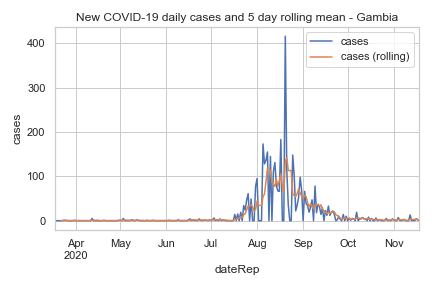 New COVID-19 daily cases and 5 day rolling mean - Gambia
cases
cases (rolling)
400
300
200
100
0
cases
Apr May Jun Jul Aug Sep Oct Nov
2020
dateRep